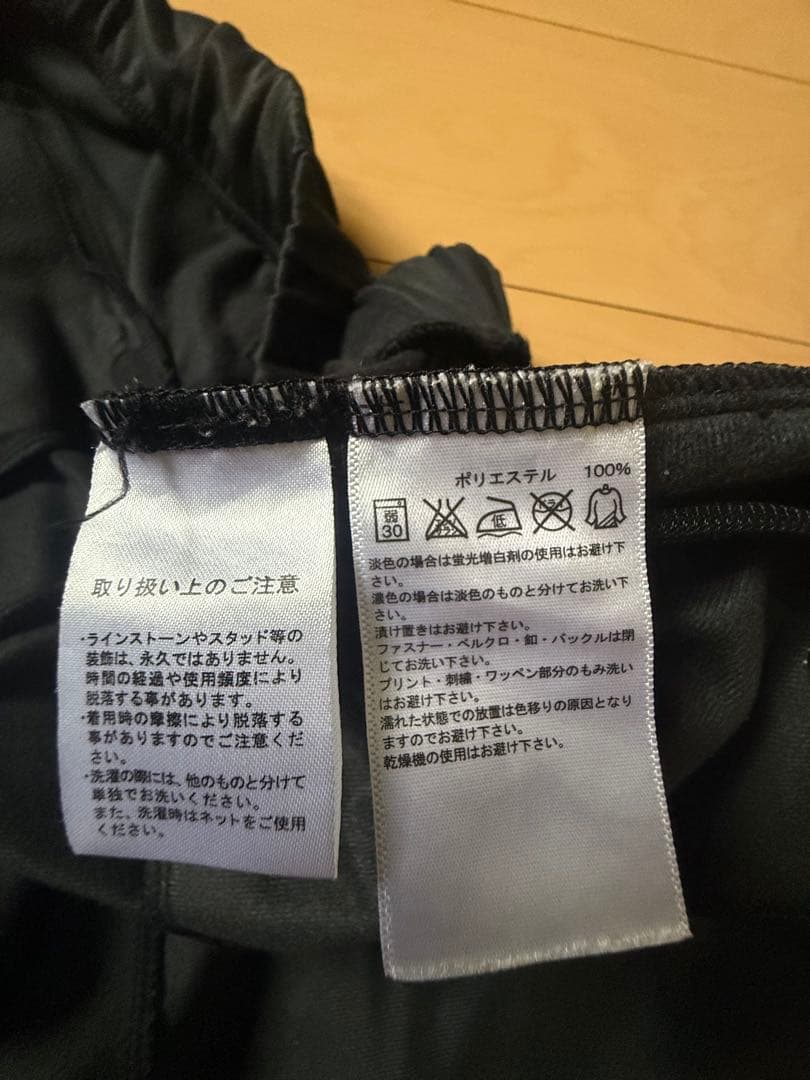 取り扱い上のご注意
・ラインストーンやスタッド等の
装飾は、永久ではありません。
時間の経過や使用頻度により
脱落する事があります。
・着用時の摩擦により脱落する
事がありますのでご注意くだ
さい。
・洗濯の際には、他のものと分けて
単独でお洗いください。
また、洗濯時はネットをご使用
ください。
ポリエステル 100%
弱 30 低
淡色の場合は蛍光増白剤の使用はお避け下
さい。
濃色の場合は淡色のものと分けてお洗い下
さい。
漬け置きはお避け下さい。
ファスナー・ベルクロ・釦・バックルは閉
じてお洗い下さい。
プリント・刺繍・ワッペン部分のもみ洗い
はお避け下さい。
濡れた状態での放置は色移りの原因となり
ますのでお避け下さい。
乾燥機の使用はお避け下さい。